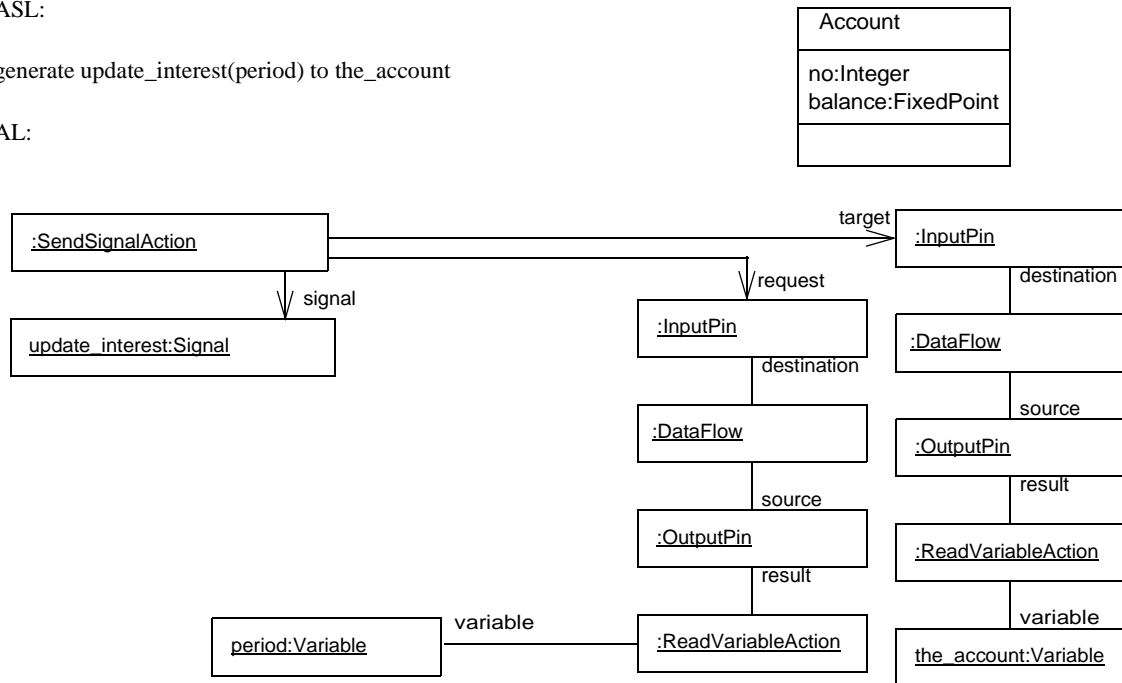 ASL:
generate update_interest(period) to the_account
AL:
Account
no:Integer
balance:FixedPoint
:SendSignalAction
target
:InputPin
destination
signal
request
update_interest:Signal
:InputPin
destination
:DataFlow
source
:DataFlow
source
:OutputPin
result
:OutputPin
result
:ReadVariableAction
variable
period:Variable
variable
:ReadVariableAction
the_account:Variable